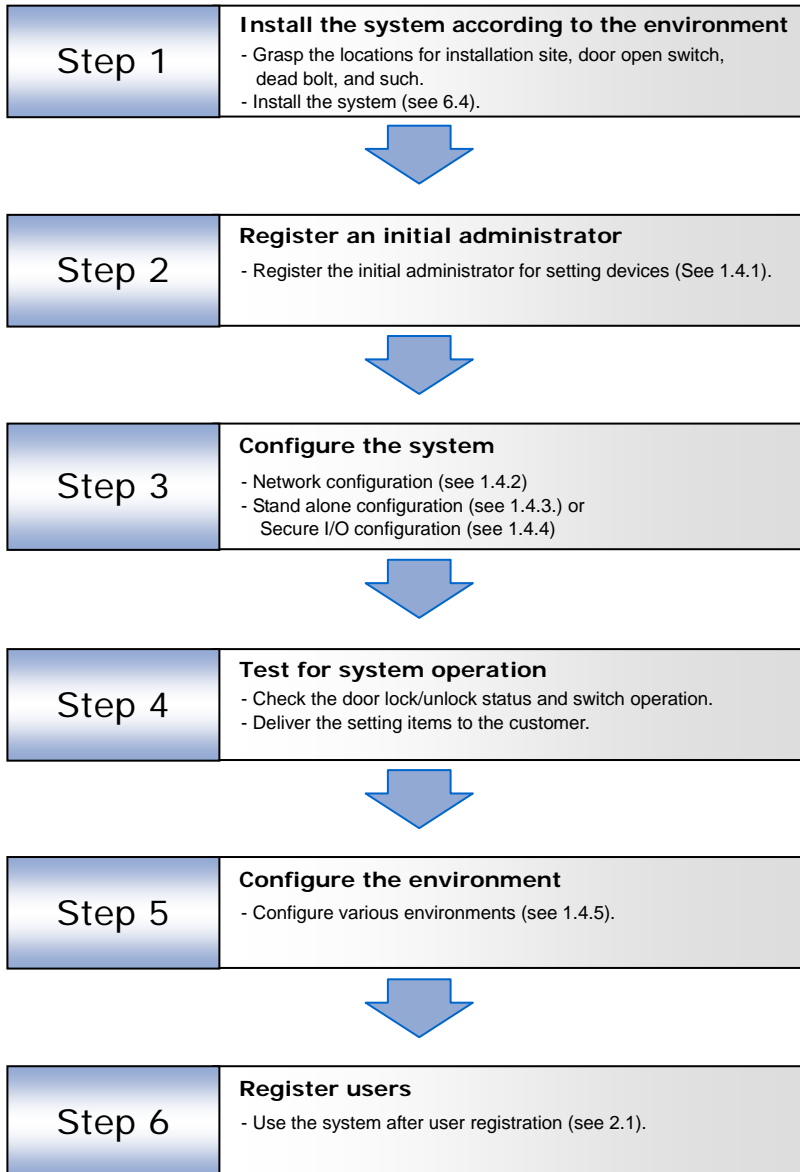 Step 1
Install the system according to the environment
- Grasp the locations for installation site, door open switch,
dead bolt, and such.
- Install the system (see 6.4).
Step 2
Register an initial administrator
- Register the initial administrator for setting devices (See 1.4.1).
Step 3
Configure the system
- Network configuration (see 1.4.2)
- Stand alone configuration (see 1.4.3.) or
Secure I/O configuration (see 1.4.4)
Step 4
Test for system operation
- Check the door lock/unlock status and switch operation.
- Deliver the setting items to the customer.
Step 5
Configure the environment
- Configure various environments (see 1.4.5).
Step 6
Register users
- Use the system after user registration (see 2.1).